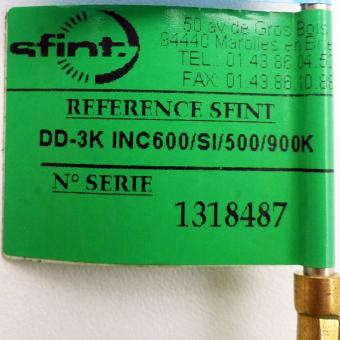 sfint
50 av de Gros Bois
94440 Marolles en Brie
TEL: 01 43.86.04.50
FAX: 01 43.86.10.88
REFERENCE SFINT
DD-3K INC600/SI/500/900K
N° SERIE
1318487